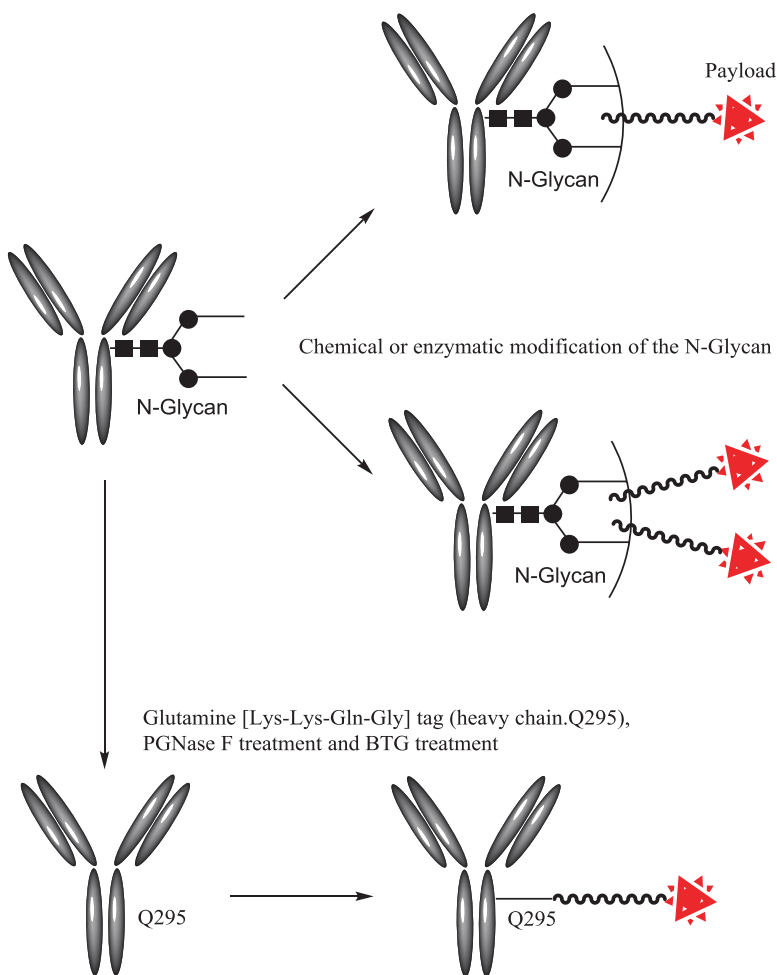 Payload
N-Glycan
N-Glycan
Chemical or enzymatic modification of the N-Glycan
N-Glycan
Glutamine [Lys-Lys-Gln-Gly] tag (heavy chain.Q295),
PGNase F treatment and BTG treatment
Q295
Q295